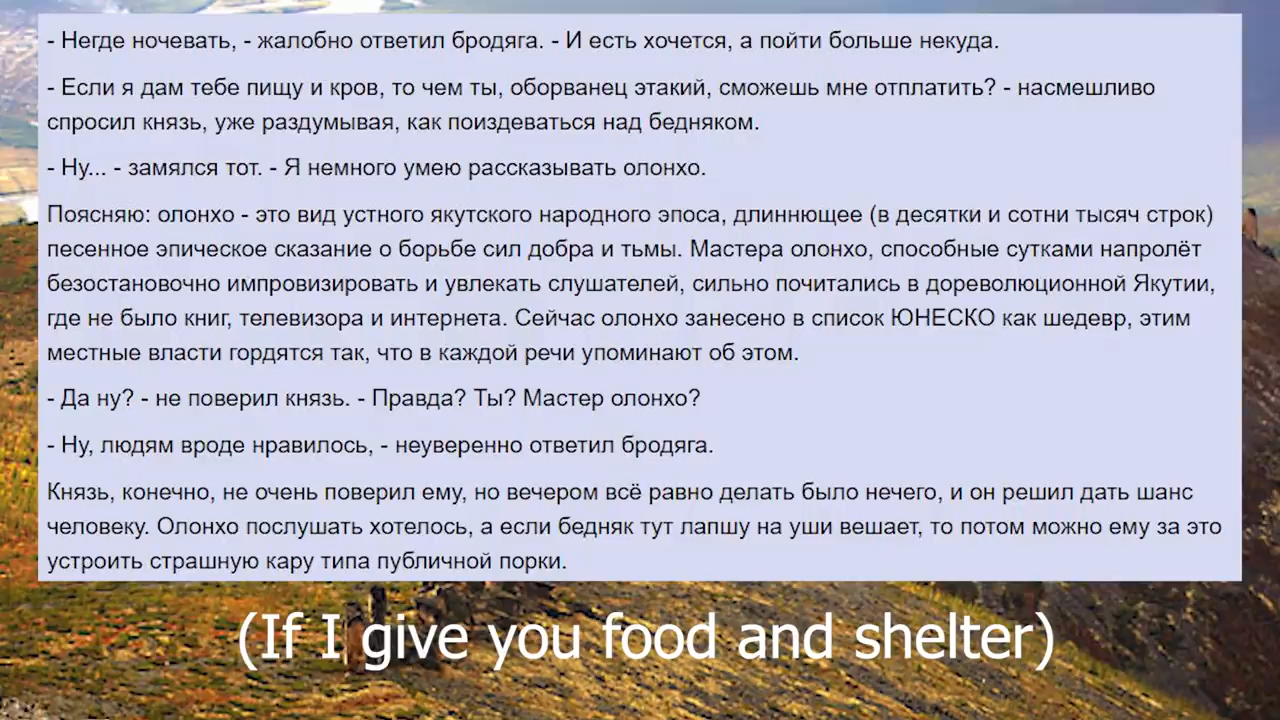 - Негде ночевать, - жалобно ответил бродяга. - И есть хочется, а пойти больше некуда.
- Если я дам тебе пищу и кров, то чем ты, оборванец этакий, сможешь мне отплатить? - насмешливо
спросил князь, уже раздумывая, как поиздеваться над бедняком.
- Ну... - замялся тот. - Я немного умею рассказывать олонхо.
Поясняю: олонхо - это вид устного якутского народного эпоса, длиннющее (в десятки и сотни тысяч строк)
песенное эпическое сказание о борьбе сил добра и тьмы. Мастера олонхо, способные сутками напролёт
безостановочно импровизировать и увлекать слушателей, сильно почитались в дореволюционной Якутии,
где не было книг, телевизора и интернета. Сейчас олонхо занесено в список ЮНЕСКО как шедевр, этим
местные власти гордятся так, что в каждой речи упоминают об этом.
- Да ну? - не поверил князь. - Правда? Ты? Мастер олонхо?
- Ну, людям вроде нравилось, - неуверенно ответил бродяга.
Князь, конечно, не очень поверил ему, но вечером всё равно делать было нечего, и он решил дать шанс
человеку. Олонхо послушать хотелось, а если бедняк тут лапшу на уши вешает, то потом можно ему за это
устроить страшную кару типа публичной порки.
(If I give you food and shelter)